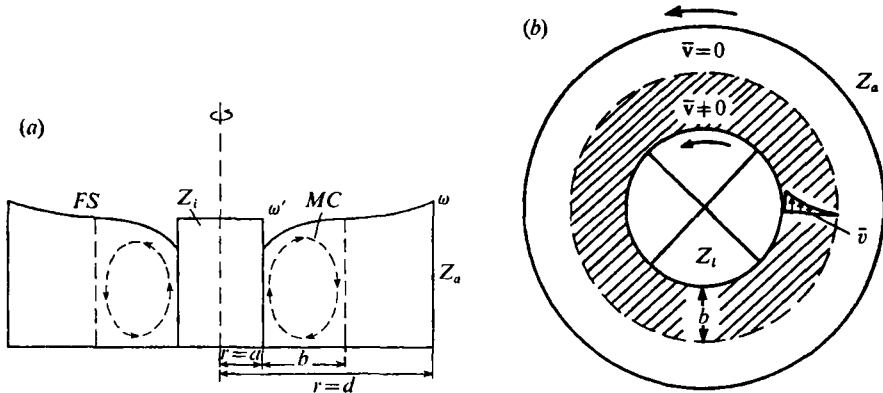 (a)
FS
Z_i
ω'
MC
ω
Z_a
r=a
b
r=d
(b)
v̄=0
Z_a
v̄≠0
Z_i
v̄
b